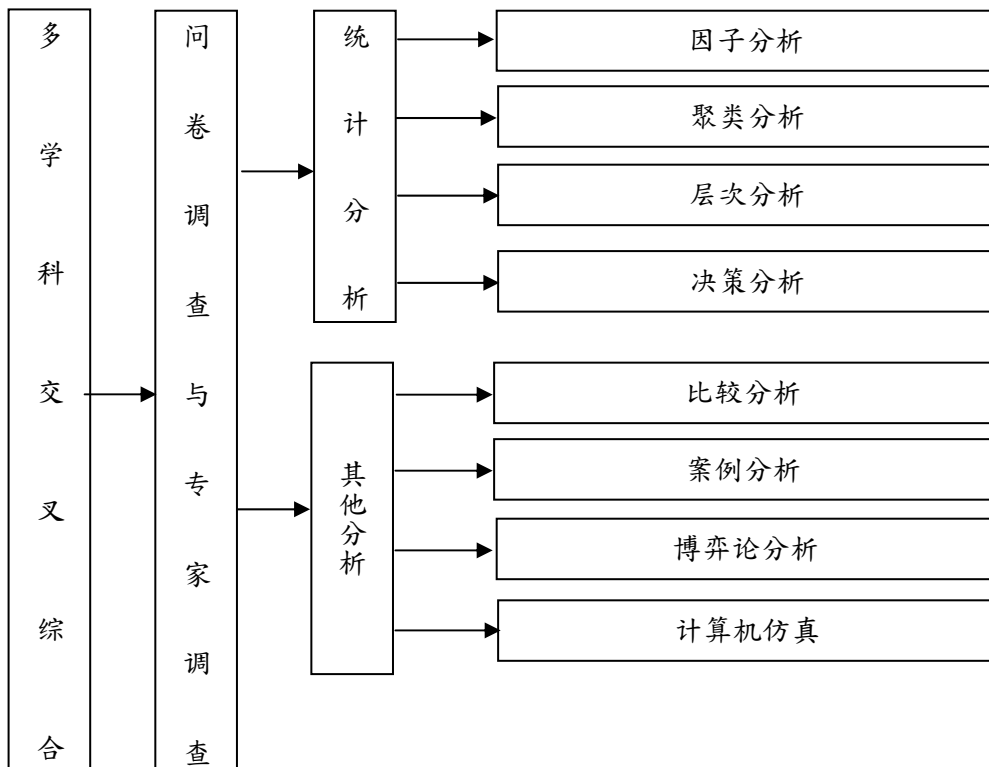 多学科交叉综合
问卷调查与专家调查
统计分析
因子分析
聚类分析
层次分析
决策分析
其他分析
比较分析
案例分析
博弈论分析
计算机仿真